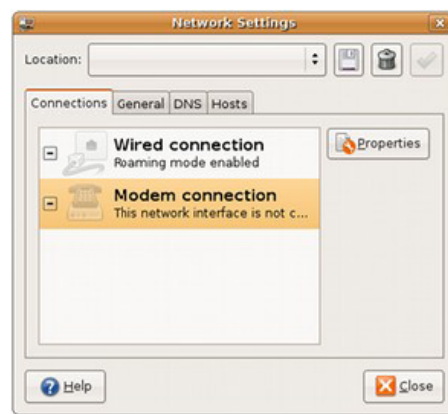 Network Settings
Location:
Connections General DNS Hosts
Wired connection
Roaming mode enabled
Properties
Modem connection
This network interface is not c...
Help
Close